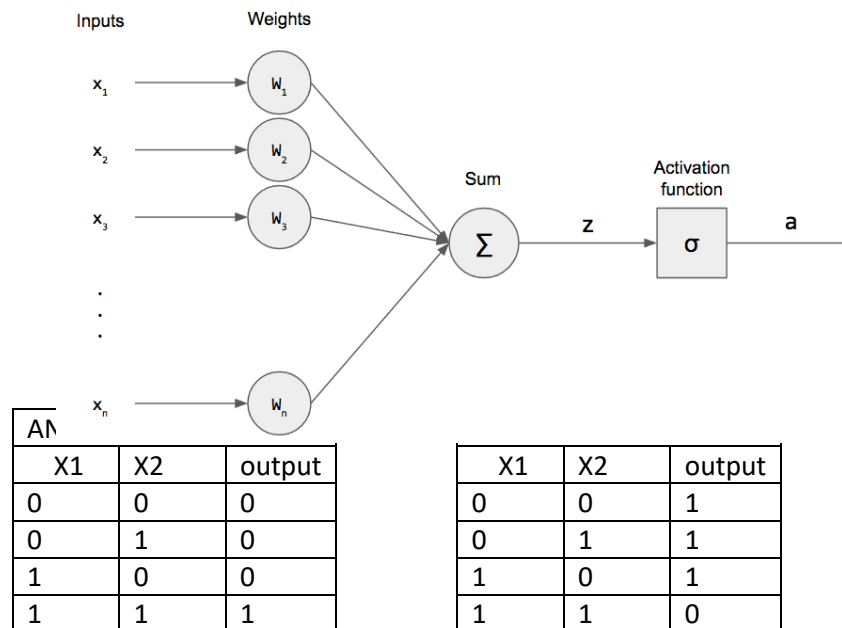 Inputs Weights
x1 W1
x2 W2
Sum
Activation
function
x3 W3
Σ z σ a
.
.
.
xn Wn
X1 X2 output
0 0 0
0 1 0
1 0 0
1 1 1
X1 X2 output
0 0 1
0 1 1
1 0 1
1 1 0